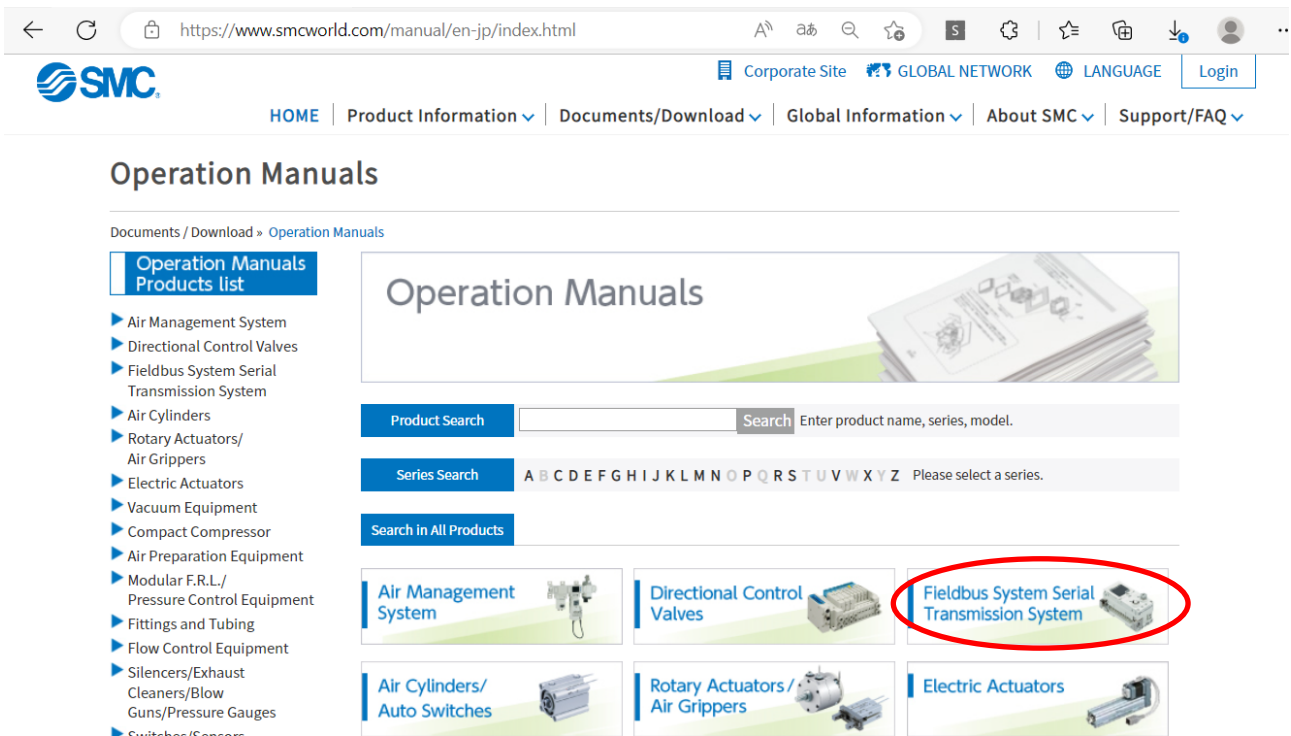 https://www.smcworld.com/manual/en-jp/index.html
SMC
Corporate Site GLOBAL NETWORK LANGUAGE Login
HOME Product Information Documents/Download Global Information About SMC Support/FAQ
Operation Manuals
Documents / Download » Operation Manuals
Operation Manuals
Products list
Air Management System
Directional Control Valves
Fieldbus System Serial
Transmission System
Air Cylinders
Rotary Actuators/
Air Grippers
Electric Actuators
Vacuum Equipment
Compact Compressor
Air Preparation Equipment
Modular F.R.L./
Pressure Control Equipment
Fittings and Tubing
Flow Control Equipment
Silencers/Exhaust
Cleaners/Blow
Guns/Pressure Gauges
Switches/Sensors
Operation Manuals
Product Search Search Enter product name, series, model.
Series Search A B C D E F G H I J K L M N O P Q R S T U V W X Y Z Please select a series.
Search in All Products
Air Management
System
Directional Control
Valves
Fieldbus System Serial
Transmission System
Air Cylinders/
Auto Switches
Rotary Actuators/
Air Grippers
Electric Actuators